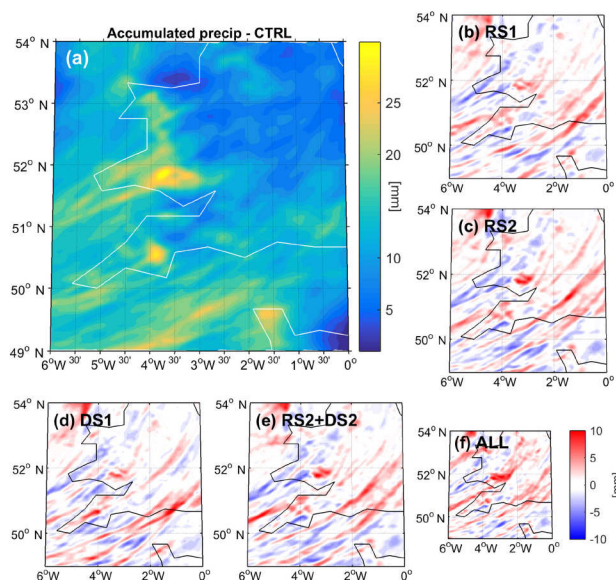 Accumulated precip - CTRL
(a)
54° N
53° N
52° N
51° N
50° N
49° N
6°W 30' 5°W 30' 4°W 30' 3°W 30' 2°W 30' 1°W 30' 0°
25
20
15
10
5
[mm]
(b) RS1
54° N
52° N
50° N
6°W 4°W 2°W 0°
(c) RS2
54° N
52° N
50° N
6°W 4°W 2°W 0°
(d) DS1
54° N
52° N
50° N
6°W 4°W 2°W 0°
(e) RS2+DS2
54° N
52° N
50° N
6°W 4°W 2°W 0°
(f) ALL
54° N
52° N
50° N
6°W 4°W 2°W 0°
10
5
0
-5
-10
[mm]